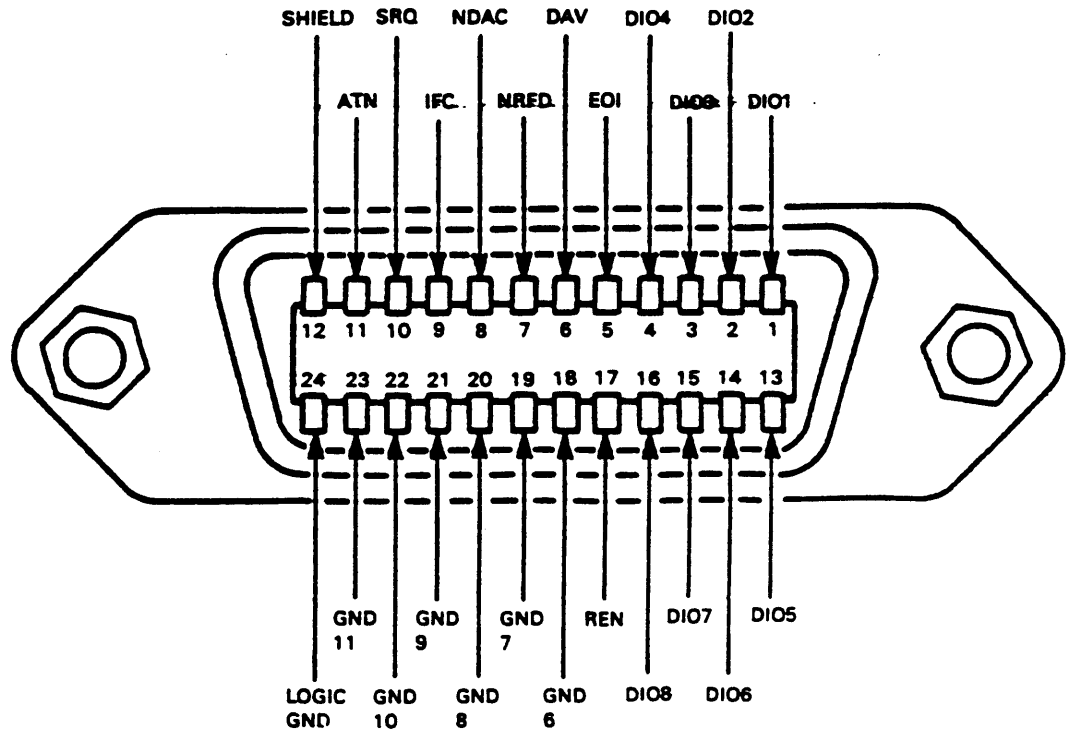 SHIELD SRQ NDAC DAV DIO4 DIO2
ATN IFC NRFD EOI DIO3 DIO1
12 11 10 9 8 7 6 5 4 3 2 1
24 23 22 21 20 19 18 17 16 15 14 13
GND 11 GND 9 GND 7 REN DIO7 DIO5
LOGIC GND GND 10 GND 8 GND 6 DIO8 DIO6